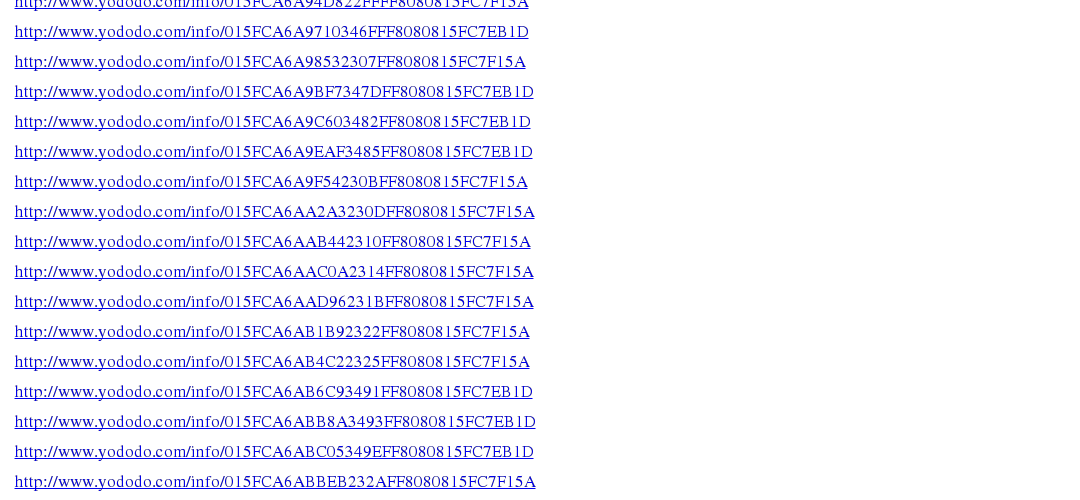 http://www.yododo.com/info/015FCA6A94D822FFFF8080815FC7F15A
http://www.yododo.com/info/015FCA6A9710346FFF8080815FC7EB1D
http://www.yododo.com/info/015FCA6A98532307FF8080815FC7F15A
http://www.yododo.com/info/015FCA6A9BF7347DFF8080815FC7EB1D
http://www.yododo.com/info/015FCA6A9C603482FF8080815FC7EB1D
http://www.yododo.com/info/015FCA6A9EAF3485FF8080815FC7EB1D
http://www.yododo.com/info/015FCA6A9F54230BFF8080815FC7F15A
http://www.yododo.com/info/015FCA6AA2A3230DFF8080815FC7F15A
http://www.yododo.com/info/015FCA6AAB442310FF8080815FC7F15A
http://www.yododo.com/info/015FCA6AAC0A2314FF8080815FC7F15A
http://www.yododo.com/info/015FCA6AAD96231BFF8080815FC7F15A
http://www.yododo.com/info/015FCA6AB1B92322FF8080815FC7F15A
http://www.yododo.com/info/015FCA6AB4C22325FF8080815FC7F15A
http://www.yododo.com/info/015FCA6AB6C93491FF8080815FC7EB1D
http://www.yododo.com/info/015FCA6ABB8A3493FF8080815FC7EB1D
http://www.yododo.com/info/015FCA6ABC05349EFF8080815FC7EB1D
http://www.yododo.com/info/015FCA6ABBEB232AFF8080815FC7F15A